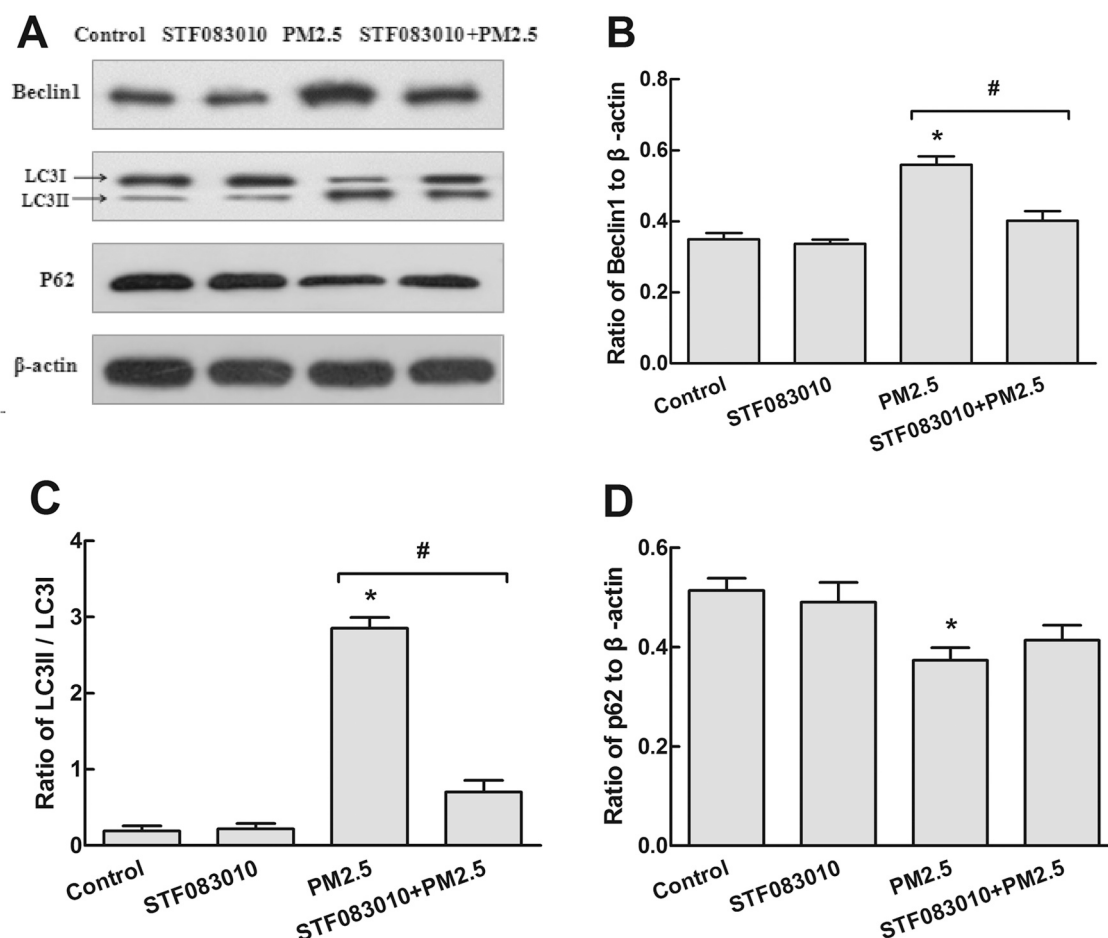 A
Control STF083010 PM2.5 STF083010+PM2.5
Beclin1
LC3I
LC3II
P62
β-actin
B
Ratio of Beclin1 to β -actin
0.8
0.6
0.4
0.2
0.0
#
*
Control
STF083010
PM2.5
STF083010+PM2.5
C
Ratio of LC3II / LC3I
4
3
2
1
0
#
*
Control
STF083010
PM2.5
STF083010+PM2.5
D
Ratio of p62 to β -actin
0.6
0.4
0.2
0.0
*
Control
STF083010
PM2.5
STF083010+PM2.5